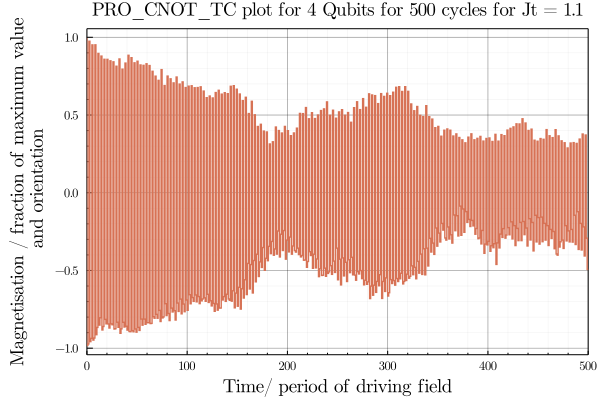 PRO_CNOT_TC plot for 4 Qubits for 500 cycles for Jt = 1.1
Magnetisation / fraction of maximum value
and orientation
1.0
0.5
0.0
−0.5
−1.0
0 100 200 300 400 500
Time/ period of driving field